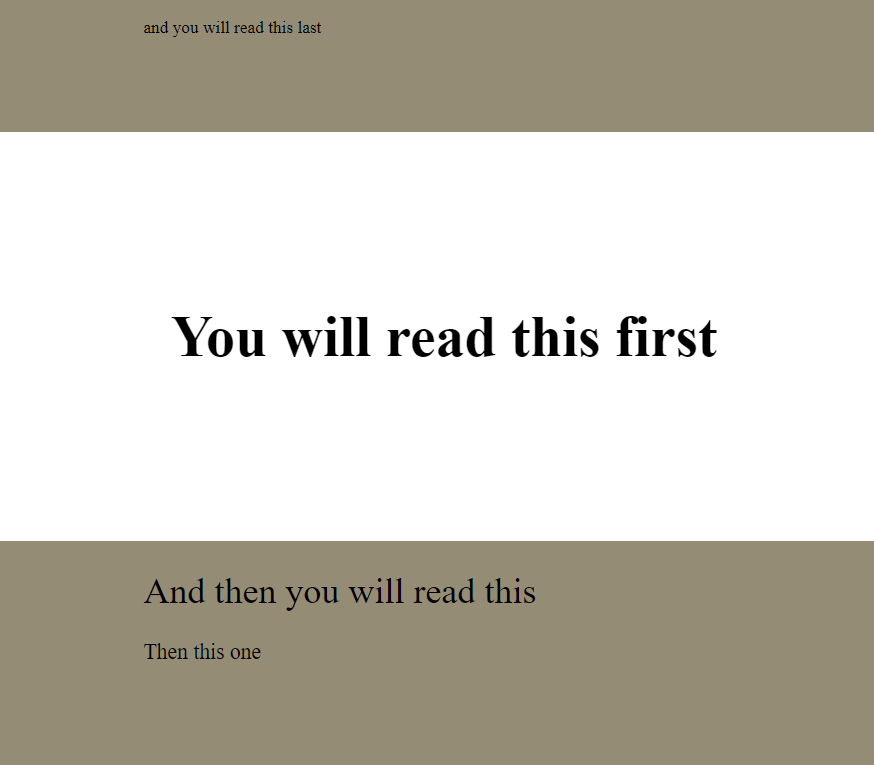 and you will read this last
You will read this first
And then you will read this
Then this one